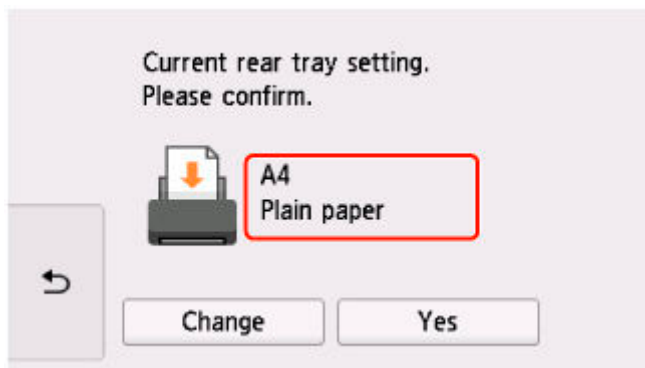 Current rear tray setting.
Please confirm.
A4
Plain paper
Change
Yes